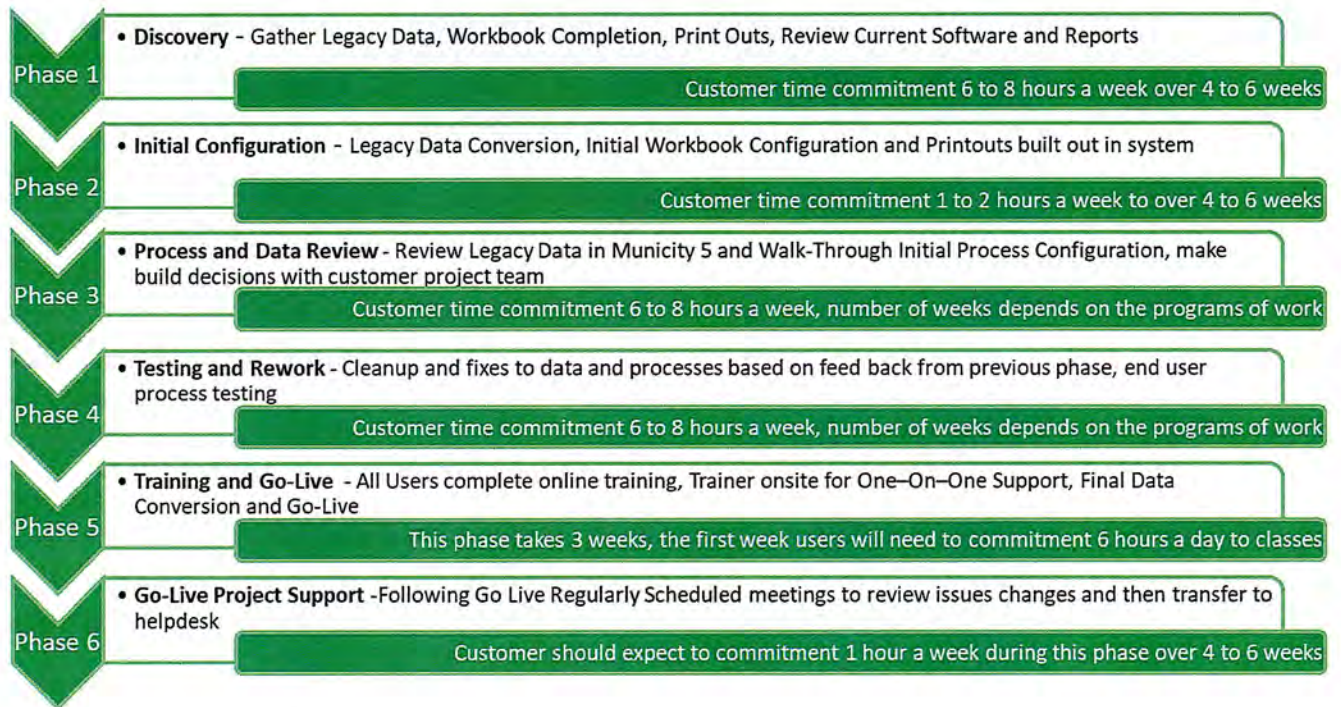 Phase 1
• Discovery – Gather Legacy Data, Workbook Completion, Print Outs, Review Current Software and Reports
Customer time commitment 6 to 8 hours a week over 4 to 6 weeks
Phase 2
• Initial Configuration - Legacy Data Conversion, Initial Workbook Configuration and Printouts built out in system
Customer time commitment 1 to 2 hours a week to over 4 to 6 weeks
Phase 3
• Process and Data Review - Review Legacy Data in Municity 5 and Walk-Through Initial Process Configuration, make
build decisions with customer project team
Customer time commitment 6 to 8 hours a week, number of weeks depends on the programs of work
Phase 4
• Testing and Rework - Cleanup and fixes to data and processes based on feed back from previous phase, end user
process testing
Customer time commitment 6 to 8 hours a week, number of weeks depends on the programs of work
Phase 5
• Training and Go-Live - All Users complete online training, Trainer onsite for One–On–One Support, Final Data
Conversion and Go-Live
This phase takes 3 weeks, the first week users will need to commitment 6 hours a day to classes
Phase 6
• Go-Live Project Support -Following Go Live Regularly Scheduled meetings to review issues changes and then transfer to
helpdesk
Customer should expect to commitment 1 hour a week during this phase over 4 to 6 weeks